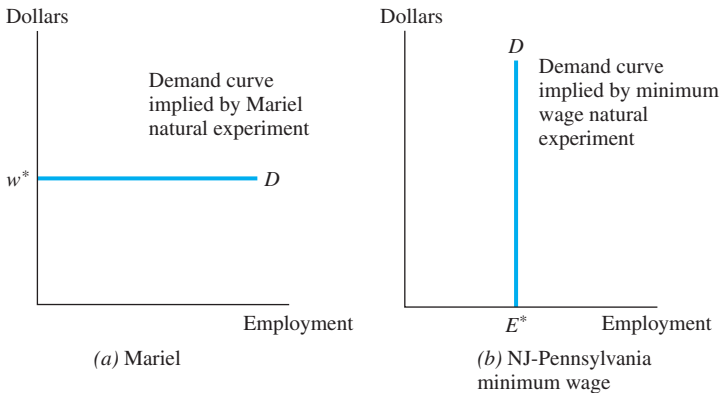 Dollars
Demand curve
implied by Mariel
natural experiment
w*
D
Employment
(a) Mariel
Dollars
D
Demand curve
implied by minimum
wage natural
experiment
E*
Employment
(b) NJ-Pennsylvania
minimum wage